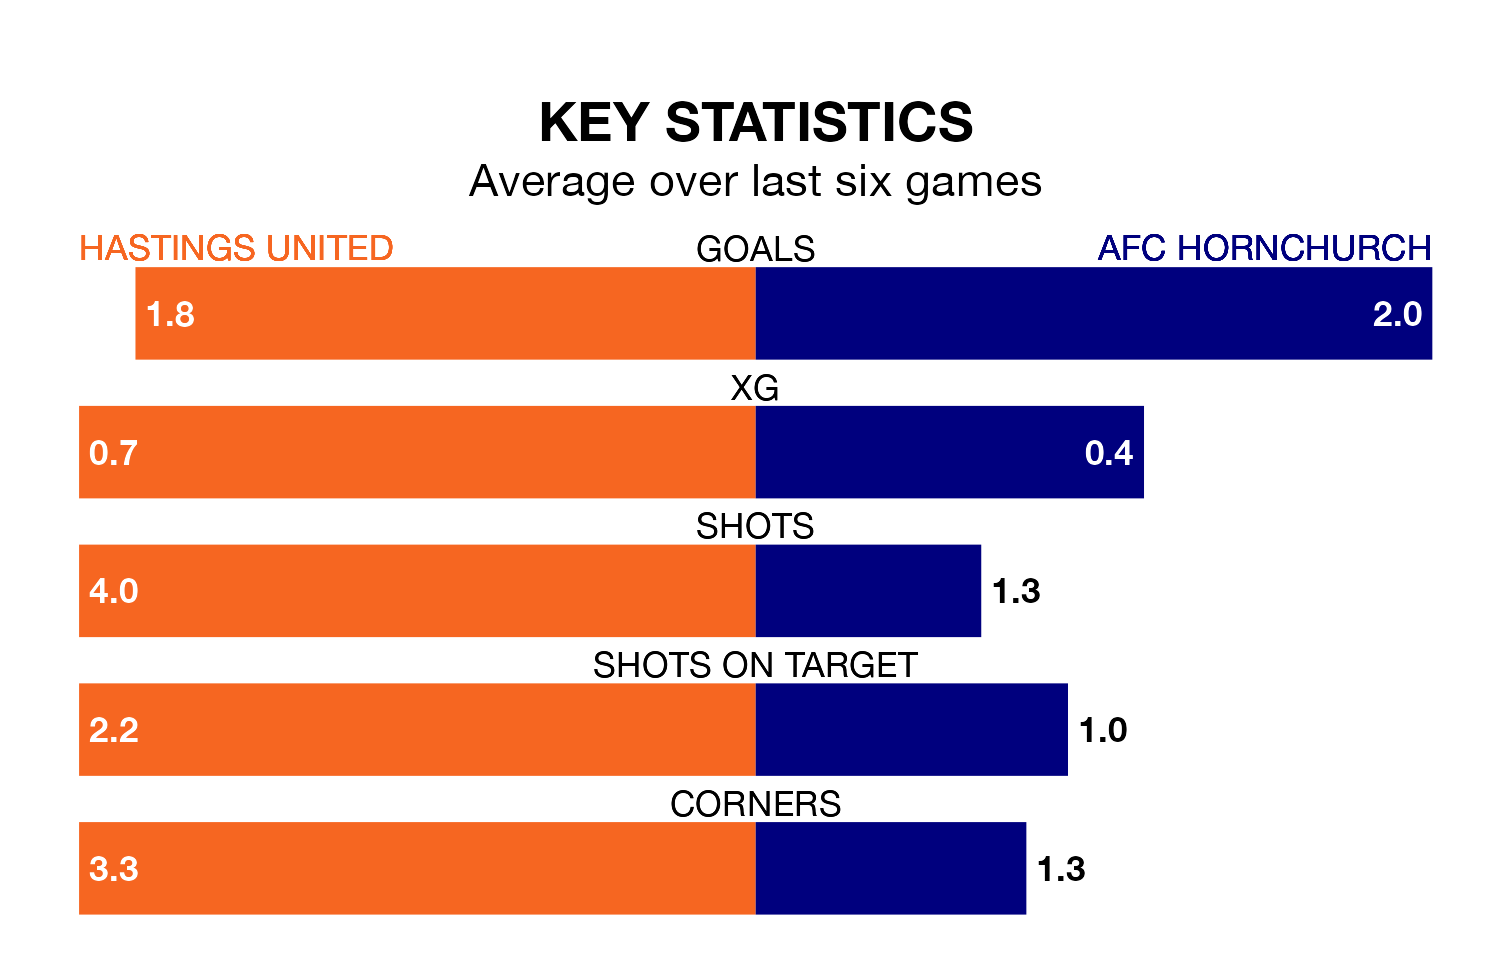 KEY STATISTICS
Average over last six games
HASTINGS UNITED GOALS AFC HORNCHURCH
1.8 2.0
XG
0.7 0.4
SHOTS
4.0 1.3
SHOTS ON TARGET
2.2 1.0
CORNERS
3.3 1.3